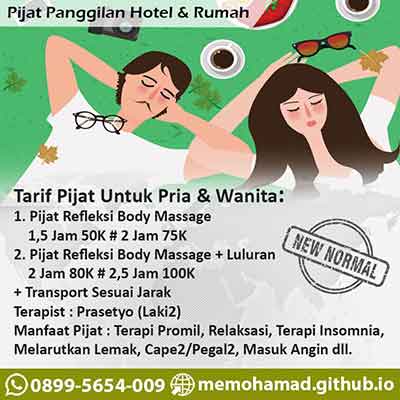 Pijat Panggilan Hotel & Rumah
Tarif Pijat Untuk Pria & Wanita:
1. Pijat Refleksi Body Massage
1,5 Jam 50K # 2 Jam 75K
2. Pijat Refleksi Body Massage + Luluran
2 Jam 80K # 2,5 Jam 100K
+ Transport Sesuai Jarak
Terapist : Prasetyo (Laki2)
Manfaat Pijat : Terapi Promil, Relaksasi, Terapi Insomnia,
Melarutkan Lemak, Cape2/Pegal2, Masuk Angin dll.
NEW NORMAL
0899-5654-009 memohamad.github.io